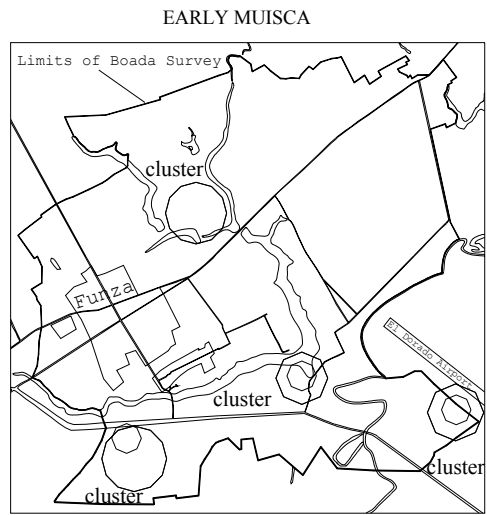 EARLY MUISCA
Limits of Boada Survey
cluster
Funza
El Dorado Airport
cluster
cluster
cluster